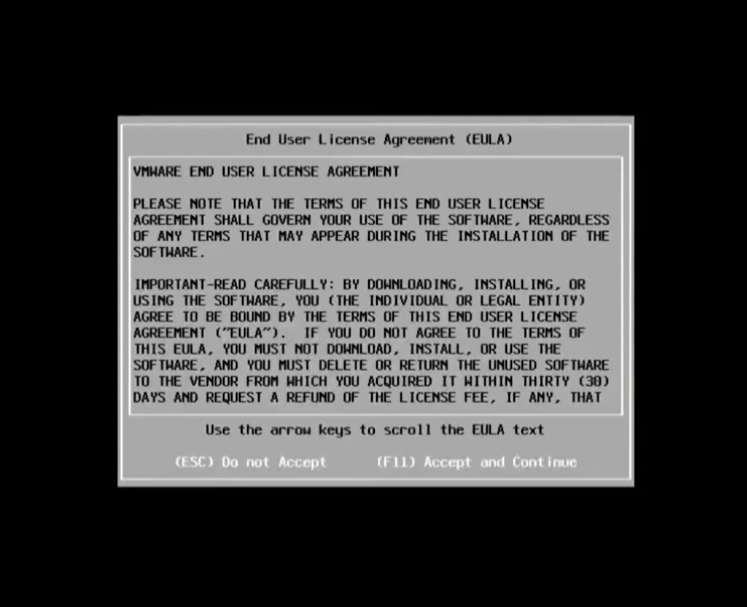 End User License Agreement (EULA)
VMWARE END USER LICENSE AGREEMENT
PLEASE NOTE THAT THE TERMS OF THIS END USER LICENSE
AGREEMENT SHALL GOVERN YOUR USE OF THE SOFTWARE, REGARDLESS
OF ANY TERMS THAT MAY APPEAR DURING THE INSTALLATION OF THE
SOFTWARE.
IMPORTANT-READ CAREFULLY: BY DOWNLOADING, INSTALLING, OR
USING THE SOFTWARE, YOU (THE INDIVIDUAL OR LEGAL ENTITY)
AGREE TO BE BOUND BY THE TERMS OF THIS END USER LICENSE
AGREEMENT ("EULA"). IF YOU DO NOT AGREE TO THE TERMS OF
THIS EULA, YOU MUST NOT DOWNLOAD, INSTALL, OR USE THE
SOFTWARE, AND YOU MUST DELETE OR RETURN THE UNUSED SOFTWARE
TO THE VENDOR FROM WHICH YOU ACQUIRED IT WITHIN THIRTY (30)
DAYS AND REQUEST A REFUND OF THE LICENSE FEE, IF ANY, THAT
Use the arrow keys to scroll the EULA text
(ESC) Do not Accept (F11) Accept and Continue